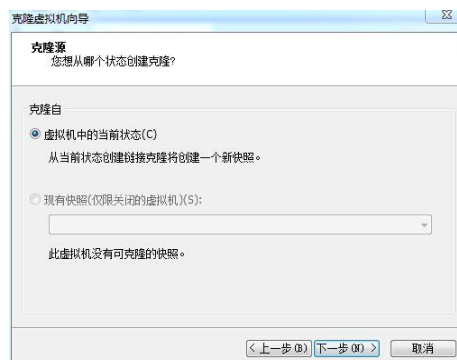 克隆虚拟机向导
克隆源
您想从哪个状态创建克隆?
克隆自
虚拟机中的当前状态(C)
从当前状态创建链接克隆将创建一个新快照。
现有快照(仅限关闭的虚拟机)(S):
此虚拟机没有可克隆的快照。
< 上一步(B) 下一步(N) > 取消